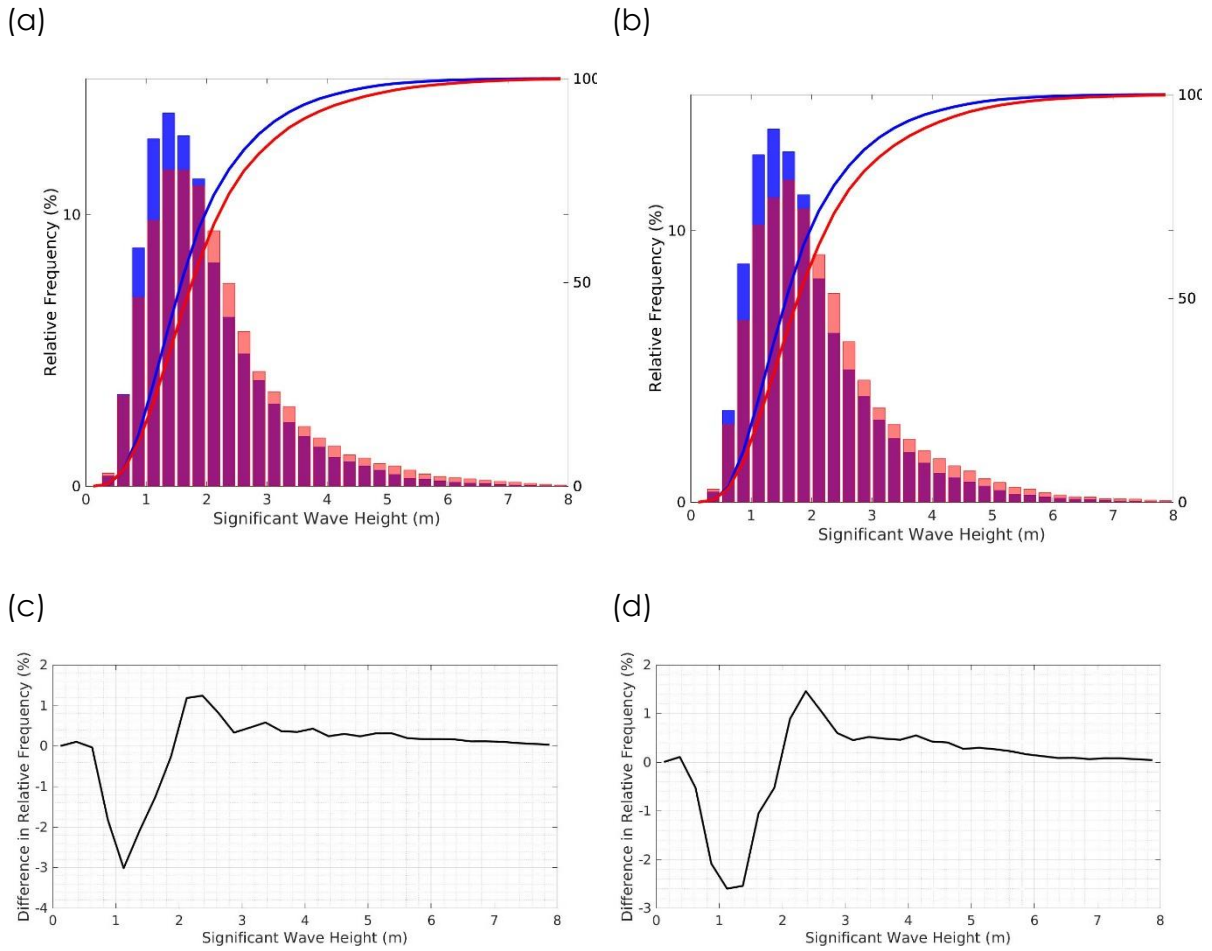 (a)
(b)
Relative Frequency (%)
10
0
100
50
0
0 1 2 3 4 5 6 7 8
Significant Wave Height (m)
Relative Frequency (%)
10
0
100
50
0
0 1 2 3 4 5 6 7 8
Significant Wave Height (m)
(c)
(d)
Difference in Relative Frequency (%)
2
1
0
-1
-2
-3
-4
0 1 2 3 4 5 6 7 8
Significant Wave Height (m)
Difference in Relative Frequency (%)
2
1
0
-1
-2
-3
0 1 2 3 4 5 6 7 8
Significant Wave Height (m)